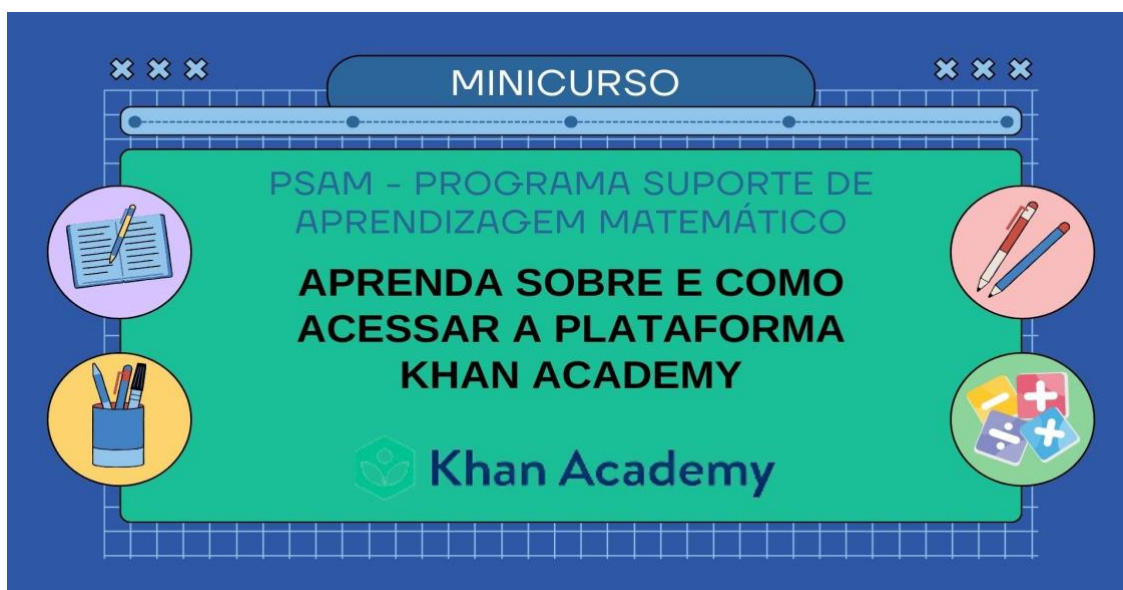 MINICURSO
PSAM - PROGRAMA SUPORTE DE
APRENDIZAGEM MATEMÁTICO
APRENDA SOBRE E COMO
ACESSAR A PLATAFORMA
KHAN ACADEMY
Khan Academy